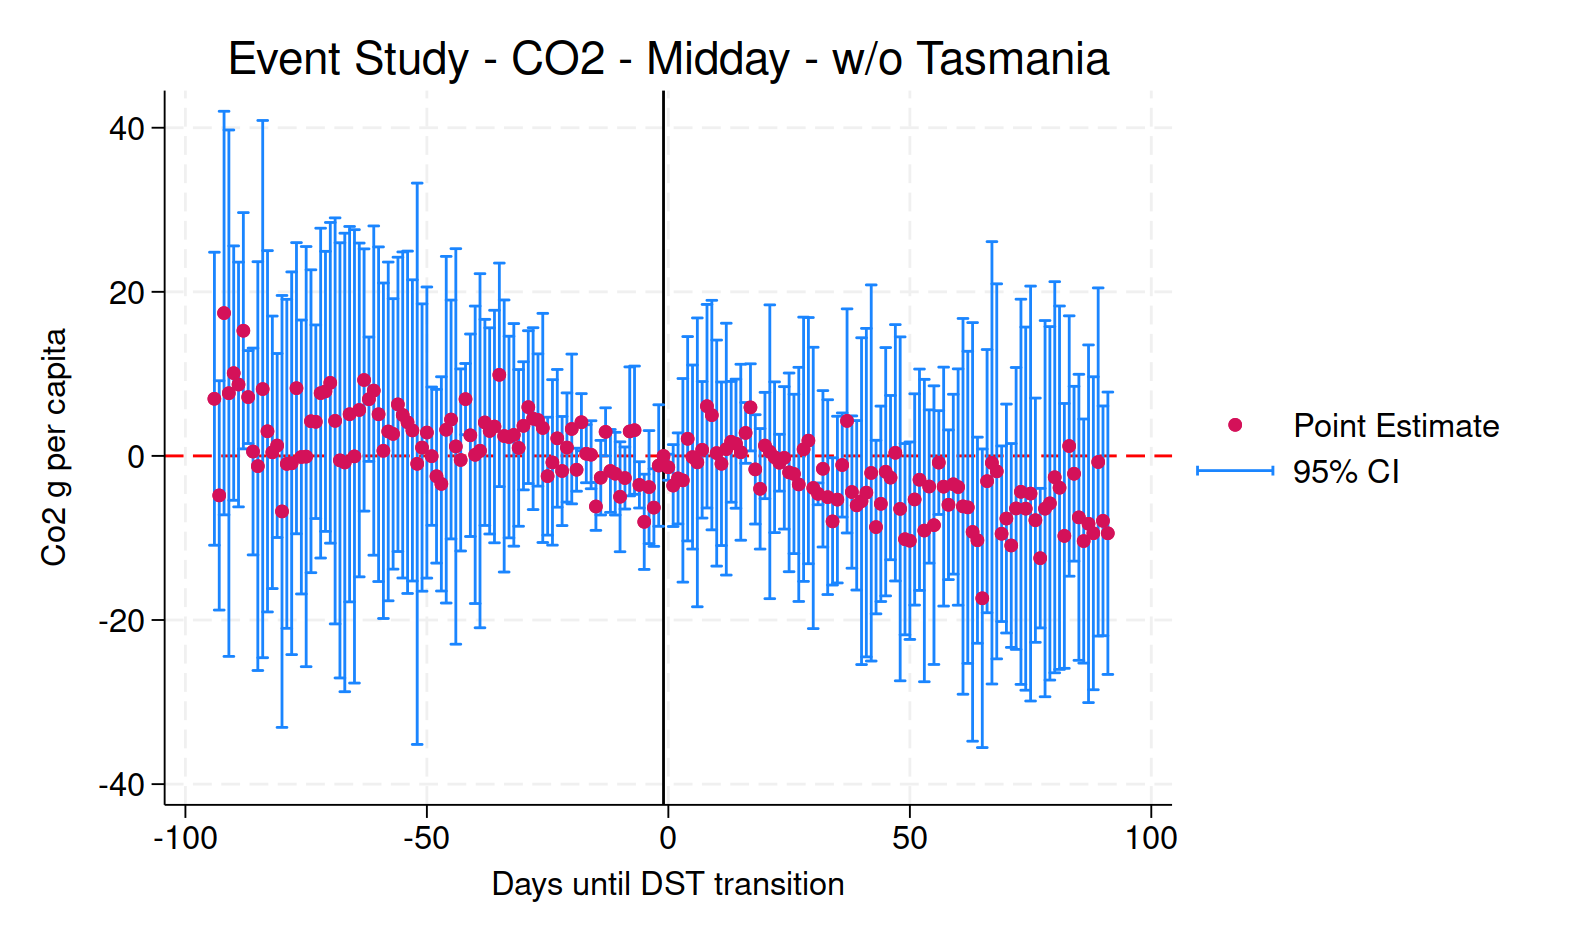 Event Study - CO2 - Midday - w/o Tasmania
40
20
0
-20
-40
Co2 g per capita
-100
-50
0
50
100
Days until DST transition
Point Estimate
95% CI